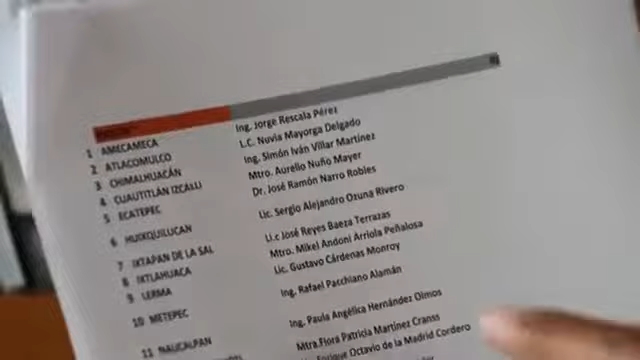 1 AMECAMECA Ing. Jorge Rescala Pérez
2 ATLACOMULCO L.C. Nuvia Mayorga Delgado
3 CHIMALHUACÁN Ing. Simón Iván Villar Martínez
4 CUAUTITLÁN IZCALLI Mtro. Aurelio Nuño Mayer
5 ECATEPEC Dr. José Ramón Narro Robles
6 HUIXQUILUCAN Lic. Sergio Alejandro Ozuna Rivero
7 IXTAPAN DE LA SAL Li.c José Reyes Baeza Terrazas
8 IXTLAHUACA Mtro. Mikel Andoni Arriola Peñalosa
9 LERMA Lic. Gustavo Cárdenas Monroy
10 METEPEC Ing. Rafael Pacchiano Alamán
11 NAUCALPAN Ing. Paula Angélica Hernández Olmos
Mtra.Flora Patricia Martínez Cranss
Enrique Octavio de la Madrid Cordero